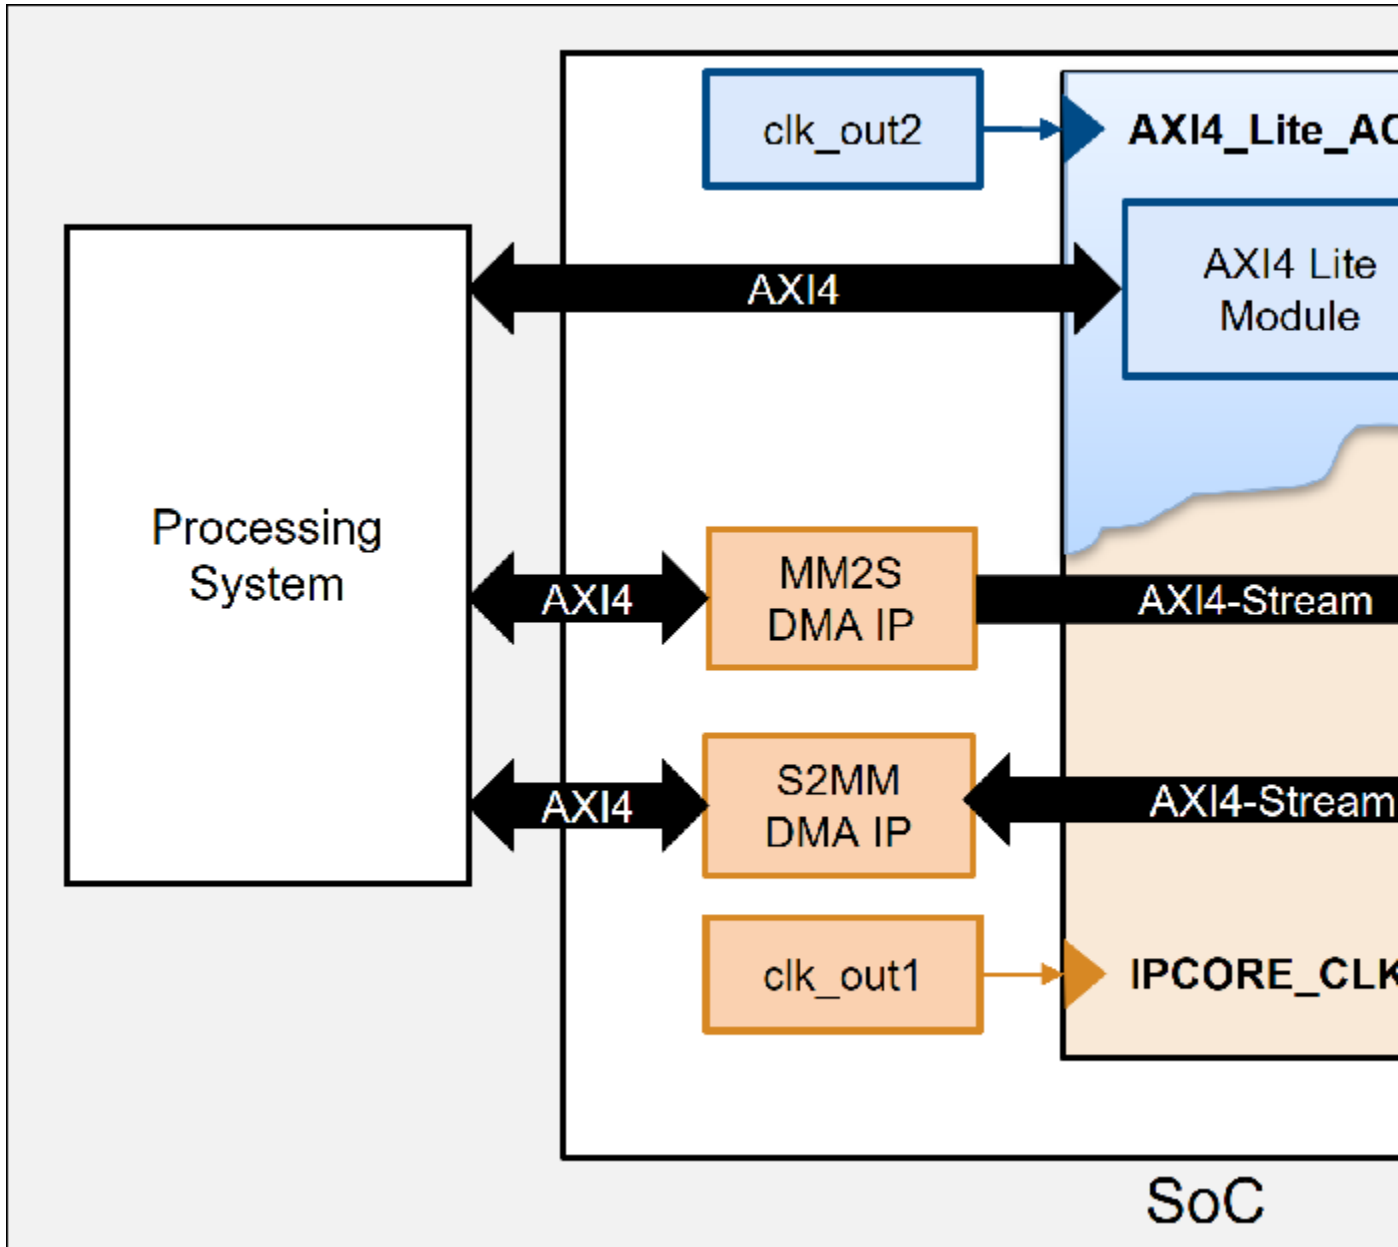 clk_out2
AXI4_Lite_AC
AXI4
AXI4 Lite
Module
Processing
System
AXI4
MM2S
DMA IP
AXI4-Stream
AXI4
S2MM
DMA IP
AXI4-Stream
clk_out1
IPCORE_CLK
SoC